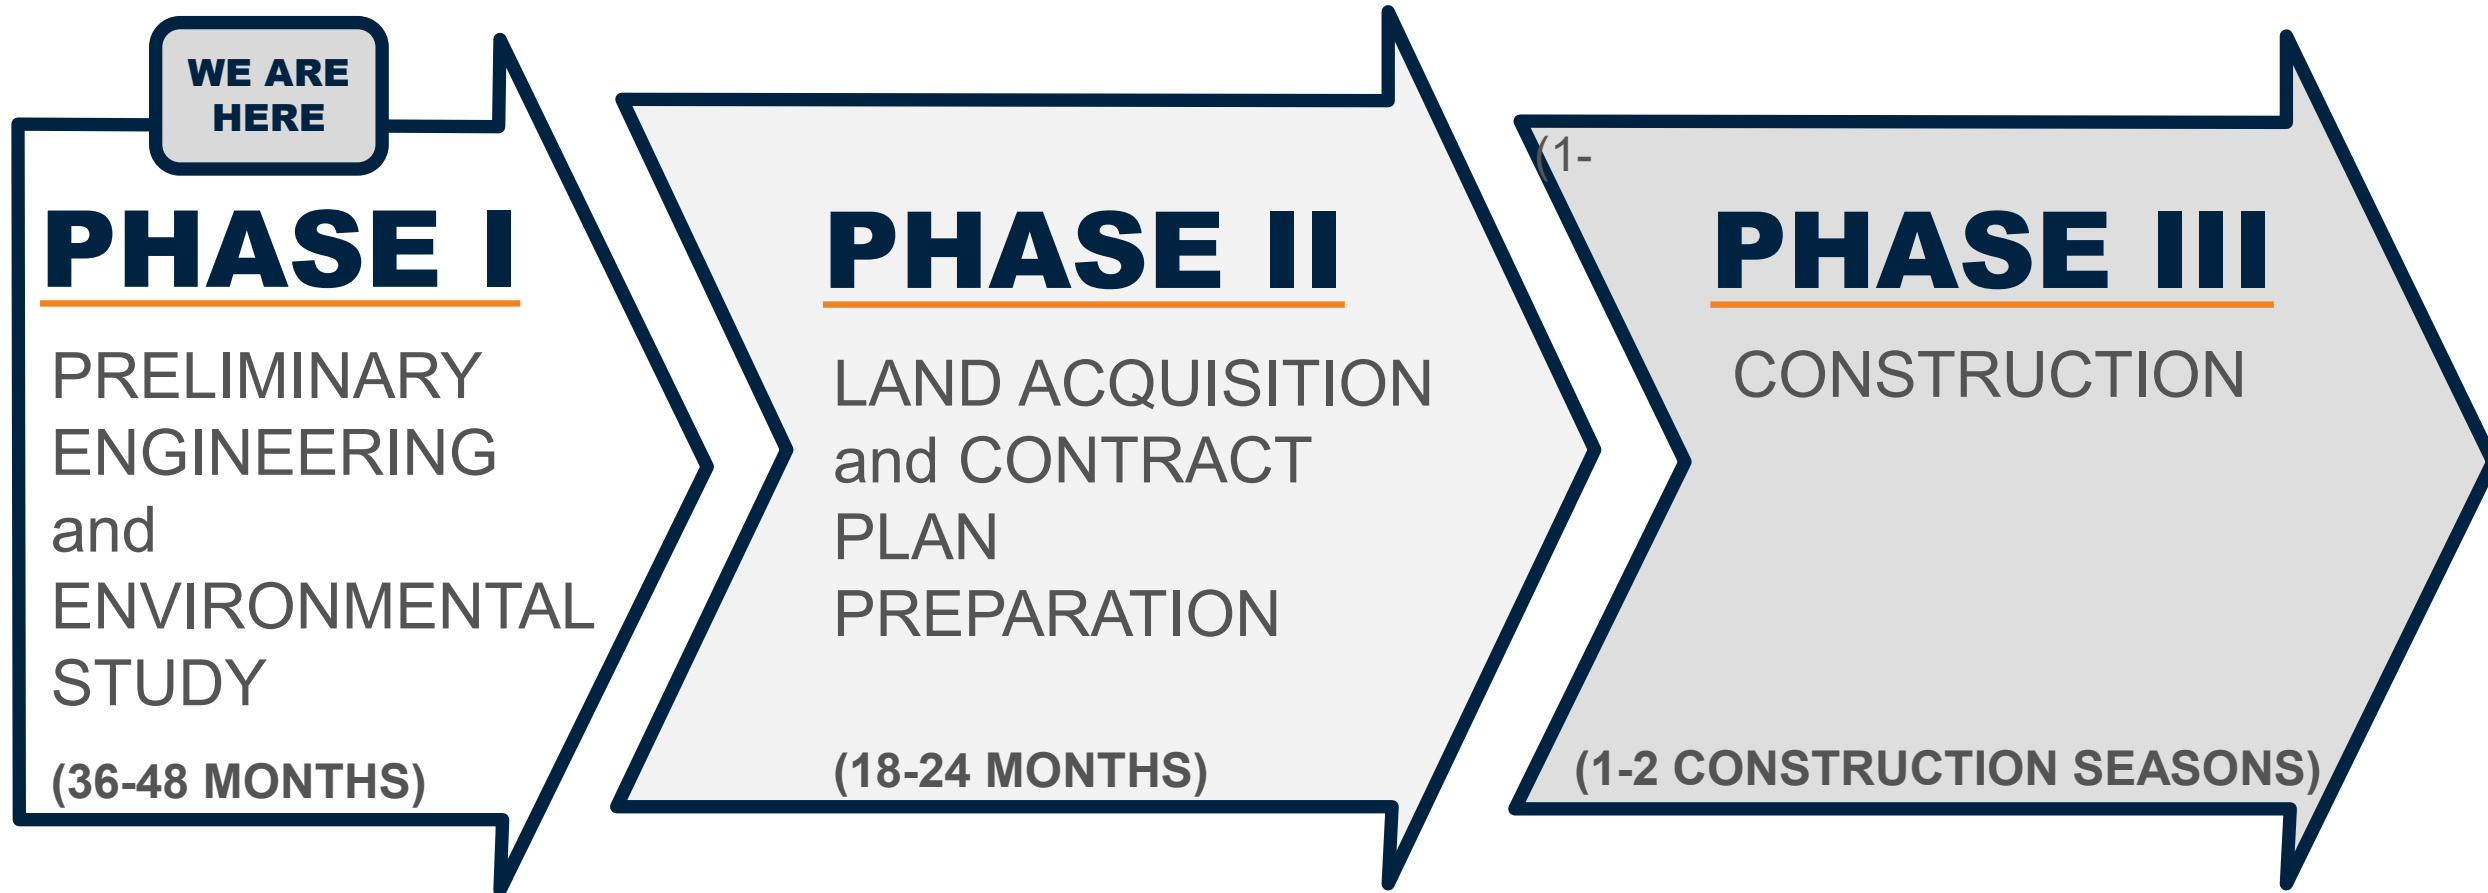 WE ARE
HERE
PHASE I
PRELIMINARY
ENGINEERING
and
ENVIRONMENTAL
STUDY
(36-48 MONTHS)
PHASE II
LAND ACQUISITION
and CONTRACT
PLAN
PREPARATION
(18-24 MONTHS)
(1-
PHASE III
CONSTRUCTION
(1-2 CONSTRUCTION SEASONS)